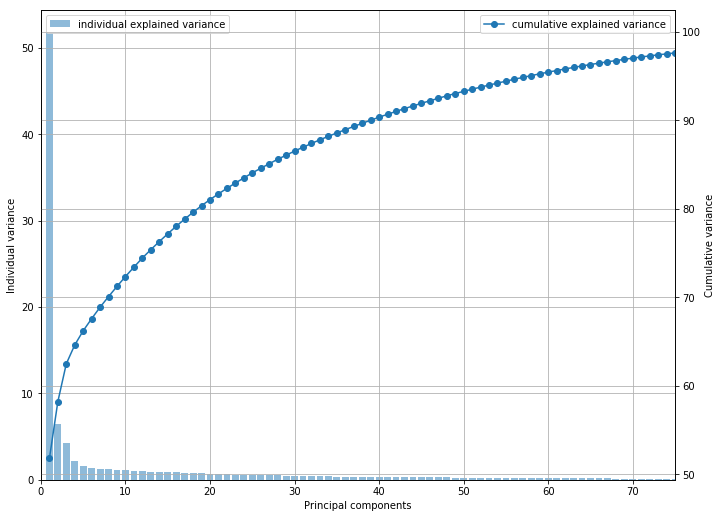 individual explained variance
cumulative explained variance
50
40
30
20
10
0
Individual variance
100
90
80
70
60
50
Cumulative variance
0 10 20 30 40 50 60 70
Principal components